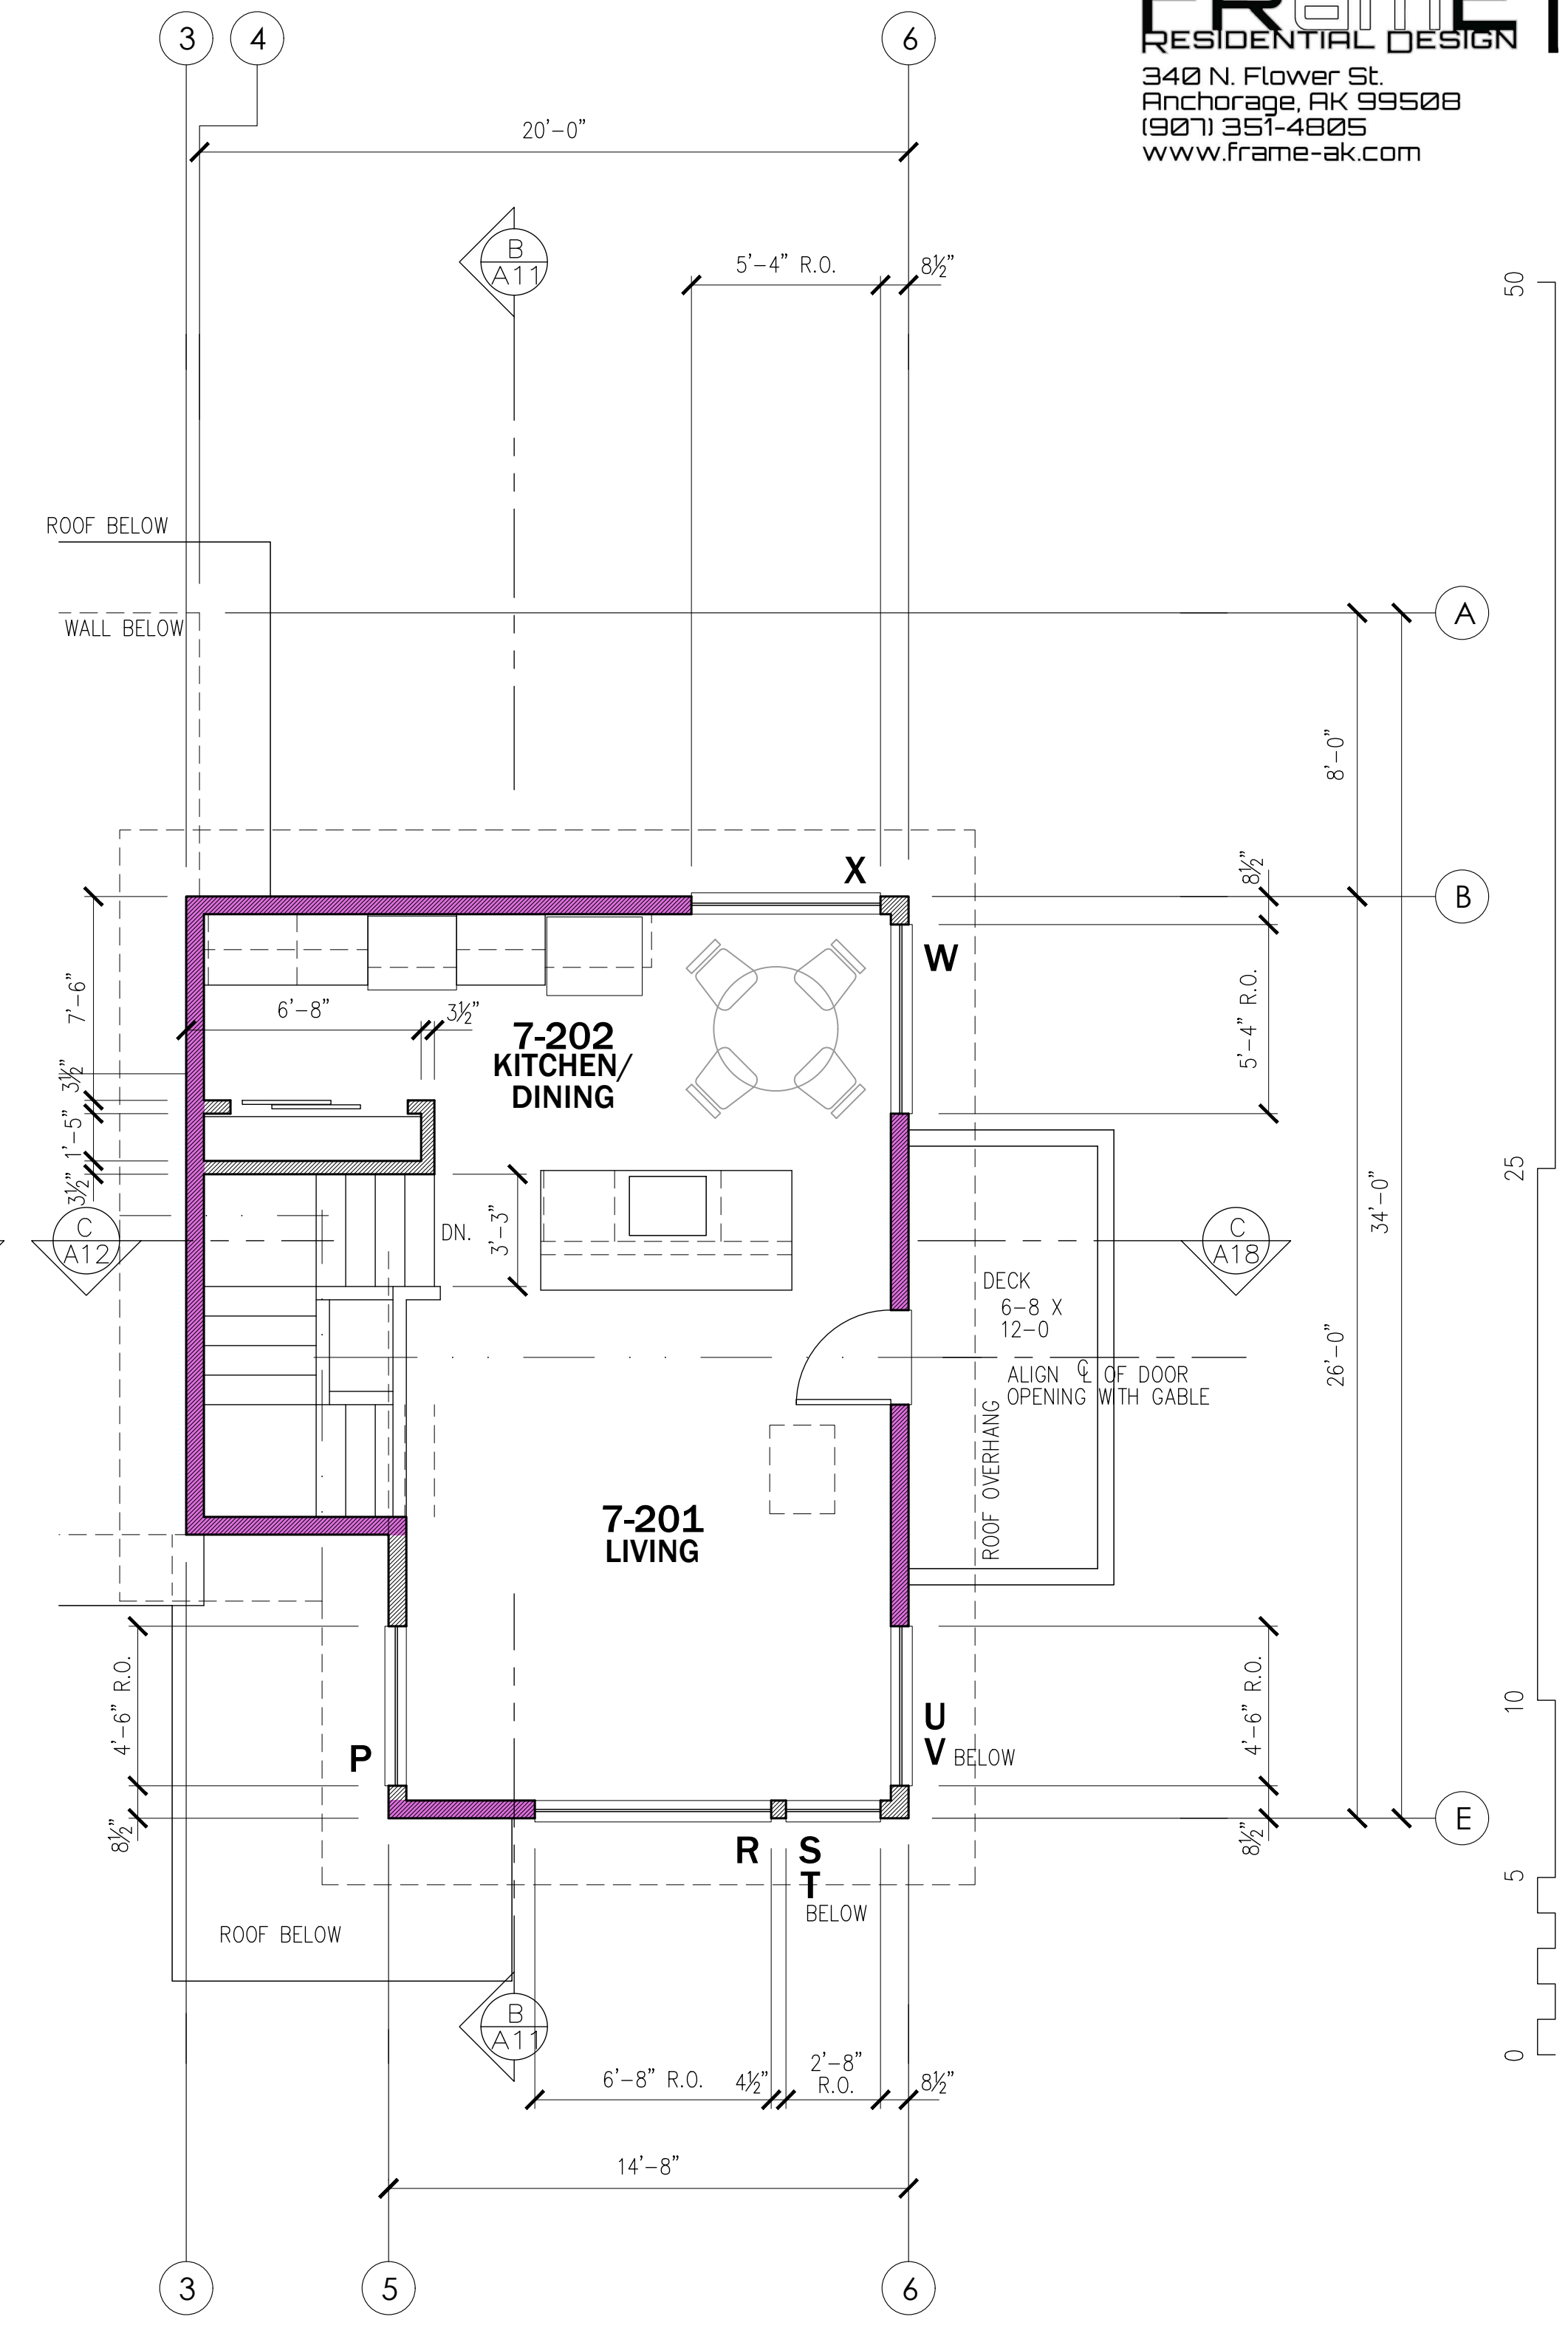 FRamE
RESIDENTIAL DESIGN
340 N. Flower St.
Anchorage, AK 99508
(907) 351-4805
www.frame-ak.com
3
4
6
20'-0"
B
A11
5'-4" R.O.
8½"
50
ROOF BELOW
WALL BELOW
A
8'-0"
X
8½"
B
W
7'-6"
6'-8"
3½"
7-202
KITCHEN/
DINING
5'-4" R.O.
3½"
1'-5"
3½"
25
34'-0"
C
A12
DN.
3'-3"
C
A18
DECK
6-8 X
12-0
26'-0"
ALIGN ℄ OF DOOR
OPENING WITH GABLE
ROOF OVERHANG
7-201
LIVING
4'-6" R.O.
P
U
V BELOW
4'-6" R.O.
10
8½"
E
8½"
R
S
T
BELOW
5
ROOF BELOW
B
A11
6'-8" R.O.
4½"
2'-8"
R.O.
8½"
0
14'-8"
3
5
6